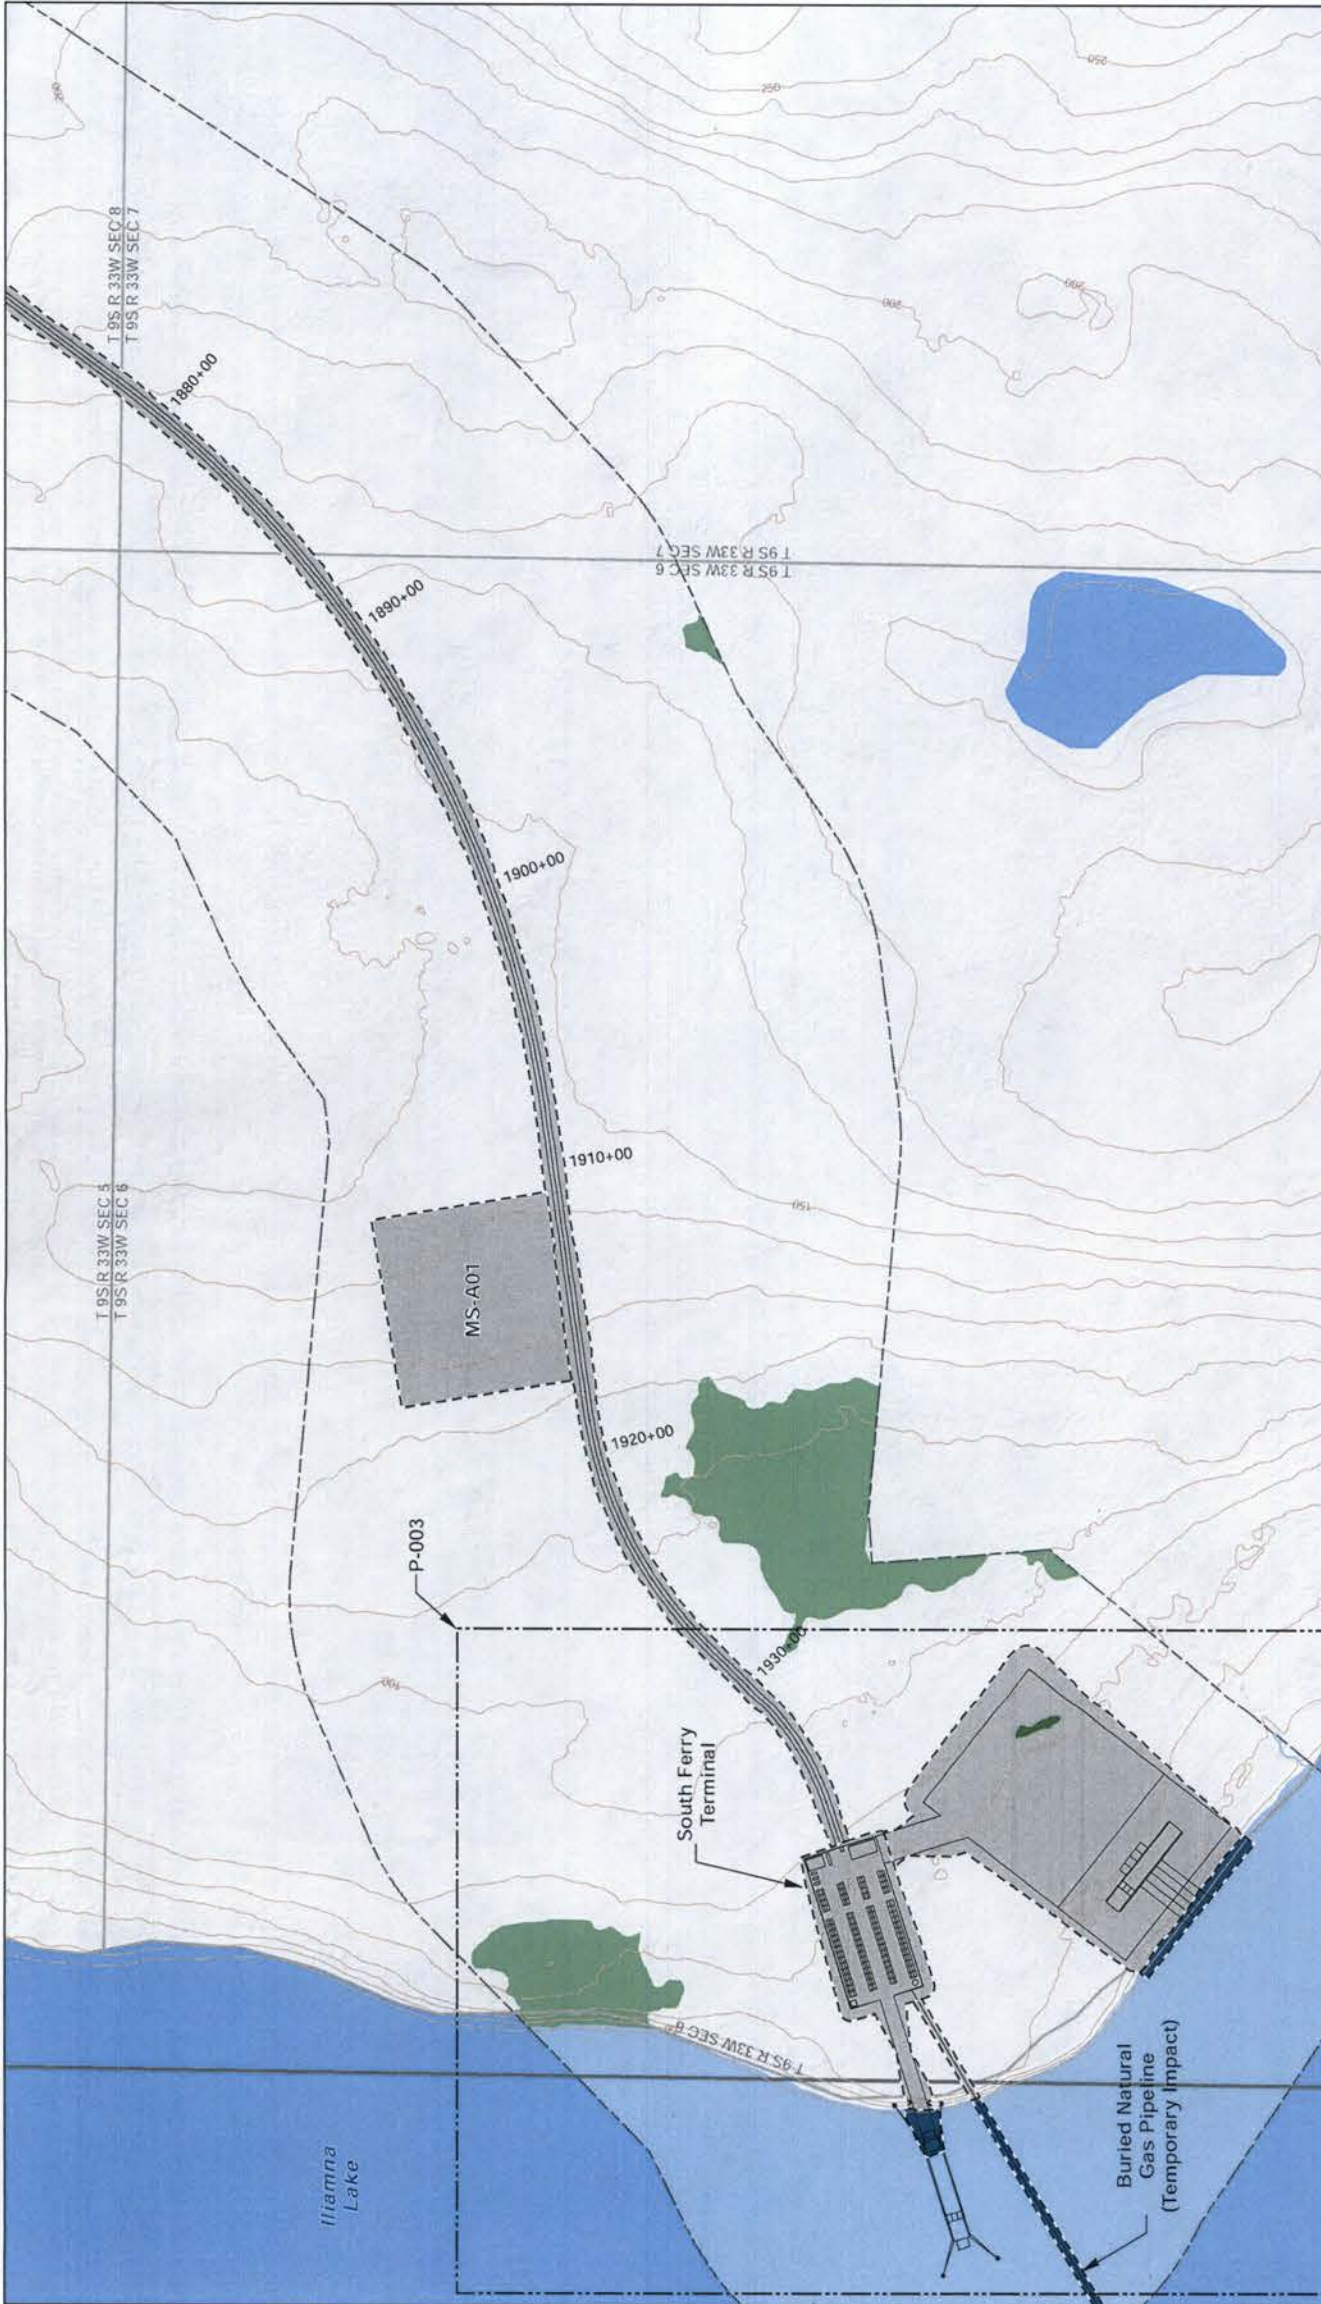 200
250
250
T 9S R 33W SEC 8
T 9S R 33W SEC 7
200
200
1880+00
T 9S R 33W SEC 7
T 9S R 33W SEC 6
1890+00
1900+00
1910+00
T 9S R 33W SEC 5
T 9S R 33W SEC 6
150
MS-A01
1920+00
P-003
1930+00
100
South Ferry
Terminal
T 9S R 33W SEC 6
Iliamna
Lake
Buried Natural
Gas Pipeline
(Temporary Impact)